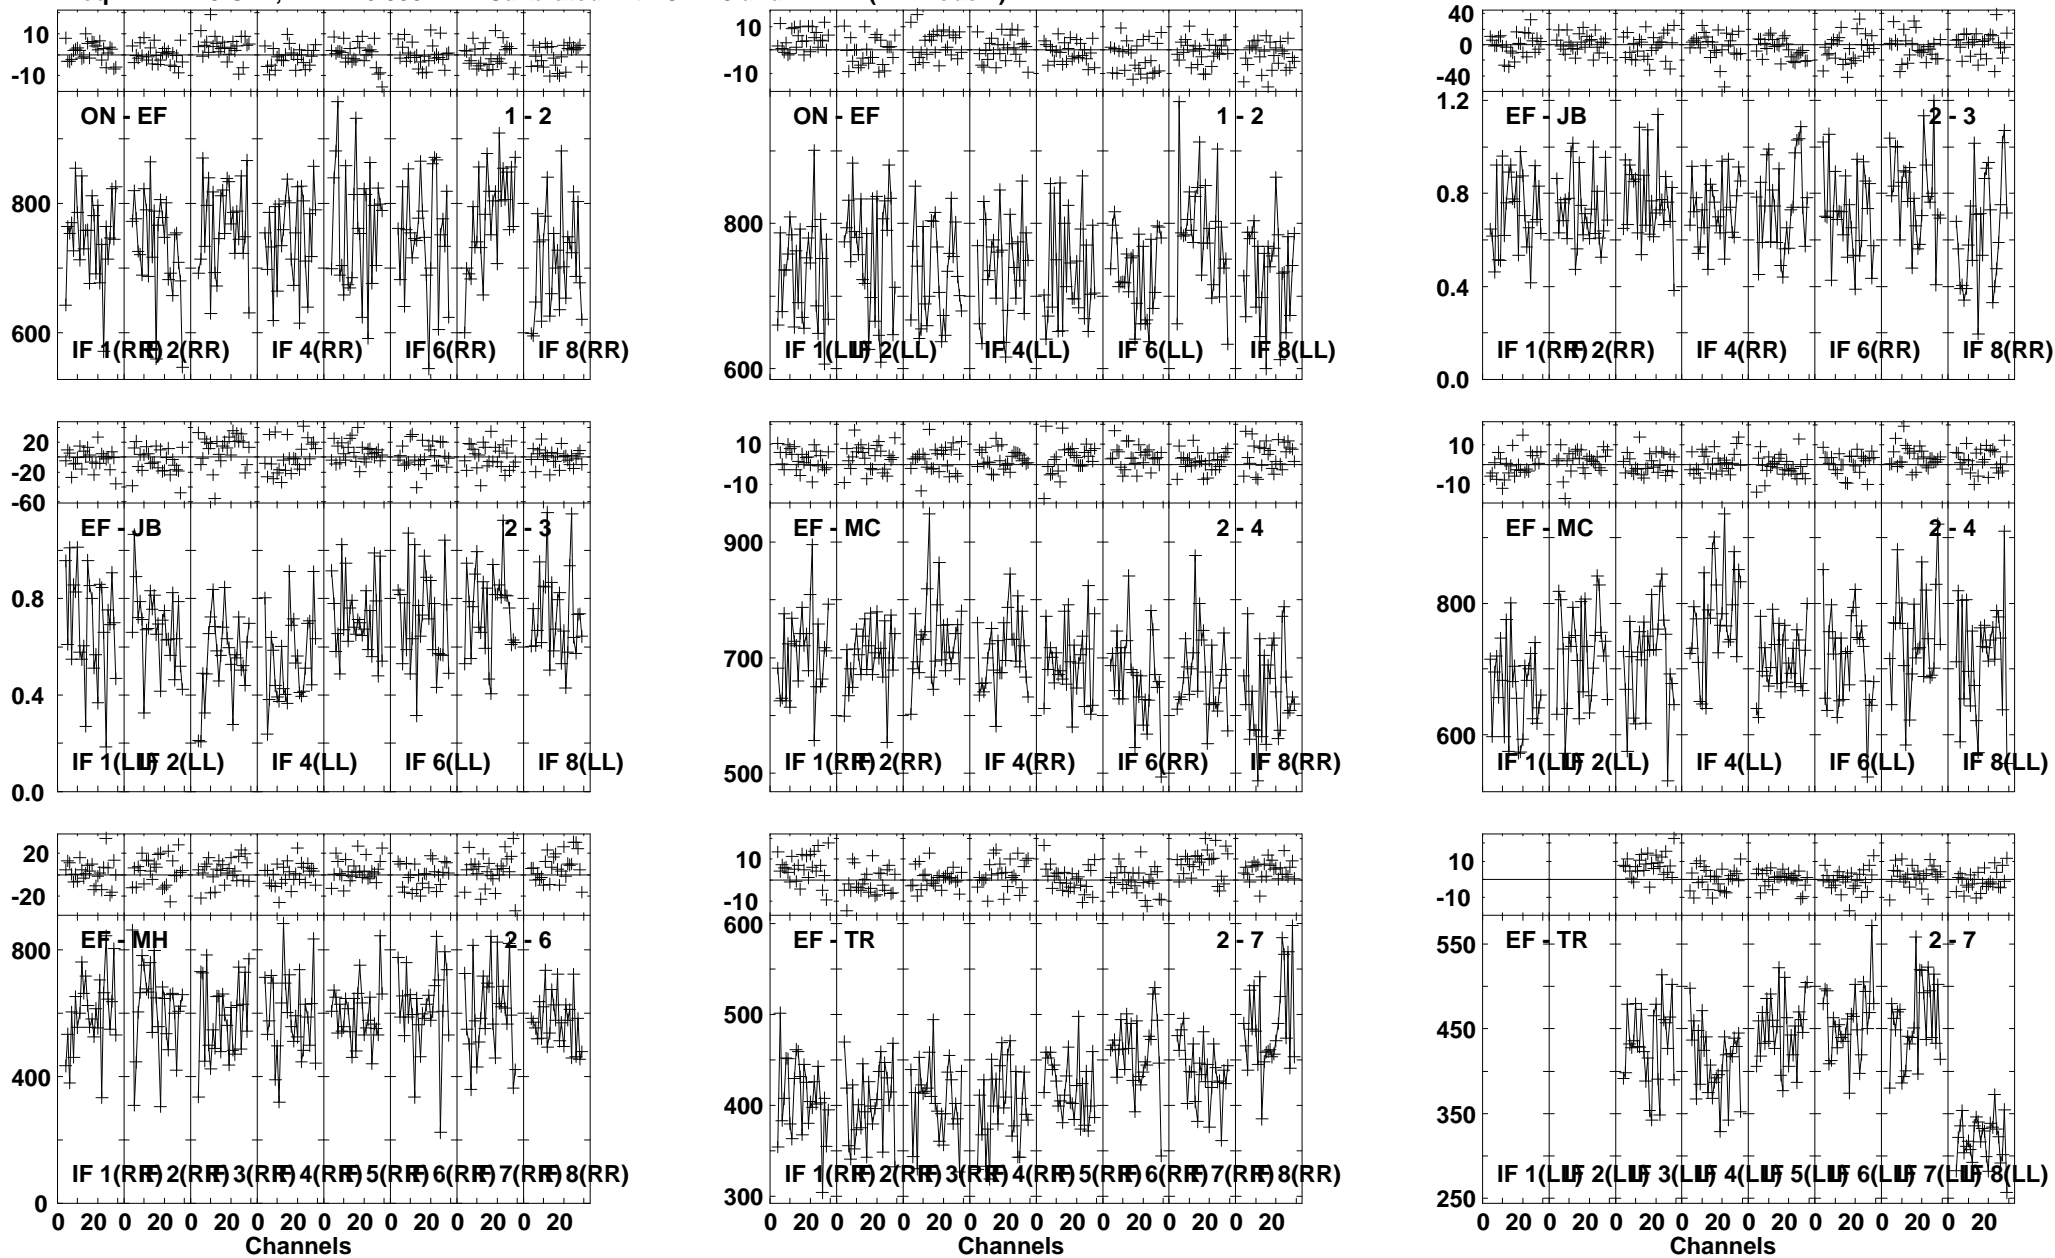 10
-10
ON - EF
1 - 2
800
600
IF 1(RR)
2(RR)
IF 4(RR)
IF 6(RR)
IF 8(RR)
10
-10
ON - EF
1 - 2
800
600
IF 1(LL)
IF 2(LL)
IF 4(LL)
IF 6(LL)
IF 8(LL)
40
0
-40
EF - JB
2 - 3
1.2
0.8
0.4
0.0
IF 1(RR)
IF 2(RR)
IF 4(RR)
IF 6(RR)
IF 8(RR)
20
-20
-60
EF - JB
2 - 3
0.8
0.4
0.0
IF 1(LL)
IF 2(LL)
IF 4(LL)
IF 6(LL)
IF 8(LL)
10
-10
EF - MC
2 - 4
900
700
500
IF 1(RR)
IF 2(RR)
IF 4(RR)
IF 6(RR)
IF 8(RR)
10
-10
EF - MC
2 - 4
800
600
IF 1(LL)
IF 2(LL)
IF 4(LL)
IF 6(LL)
IF 8(LL)
20
-20
EF - MH
2 - 6
800
400
0
IF 1(RR)
IF 2(RR)
IF 3(RR)
IF 4(RR)
IF 5(RR)
IF 6(RR)
IF 7(RR)
IF 8(RR)
0 20 0 20 0 20 0 20 0 20 0 20 0 20 0 20
Channels
10
-10
EF - TR
2 - 7
600
500
400
300
IF 1(RR)
IF 2(RR)
IF 3(RR)
IF 4(RR)
IF 5(RR)
IF 6(RR)
IF 7(RR)
IF 8(RR)
0 20 0 20 0 20 0 20 0 20 0 20 0 20 0 20
Channels
10
-10
EF - TR
2 - 7
550
450
350
250
IF 1(LL)
IF 2(LL)
IF 3(LL)
IF 4(LL)
IF 5(LL)
IF 6(LL)
IF 7(LL)
IF 8(LL)
0 20 0 20 0 20 0 20 0 20 0 20 0 20 0 20
Channels